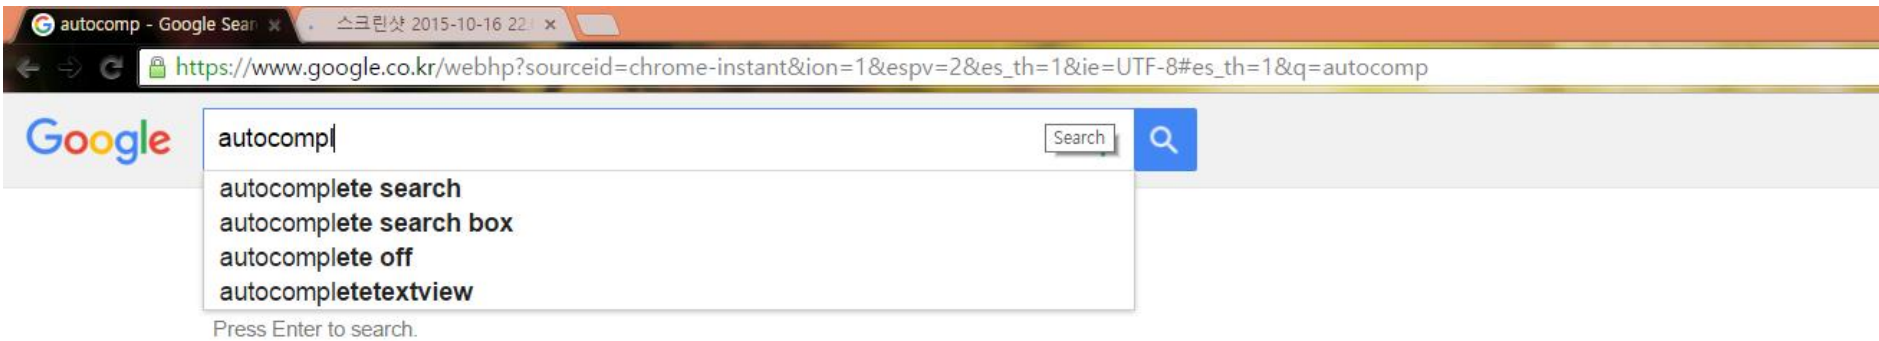 autocomp - Google Sear
스크린샷 2015-10-16 22.
https://www.google.co.kr/webhp?sourceid=chrome-instant&ion=1&espv=2&es_th=1&ie=UTF-8#es_th=1&q=autocomp
Google
autocompl
Search
autocomplete search
autocomplete search box
autocomplete off
autocompletetextview
Press Enter to search.